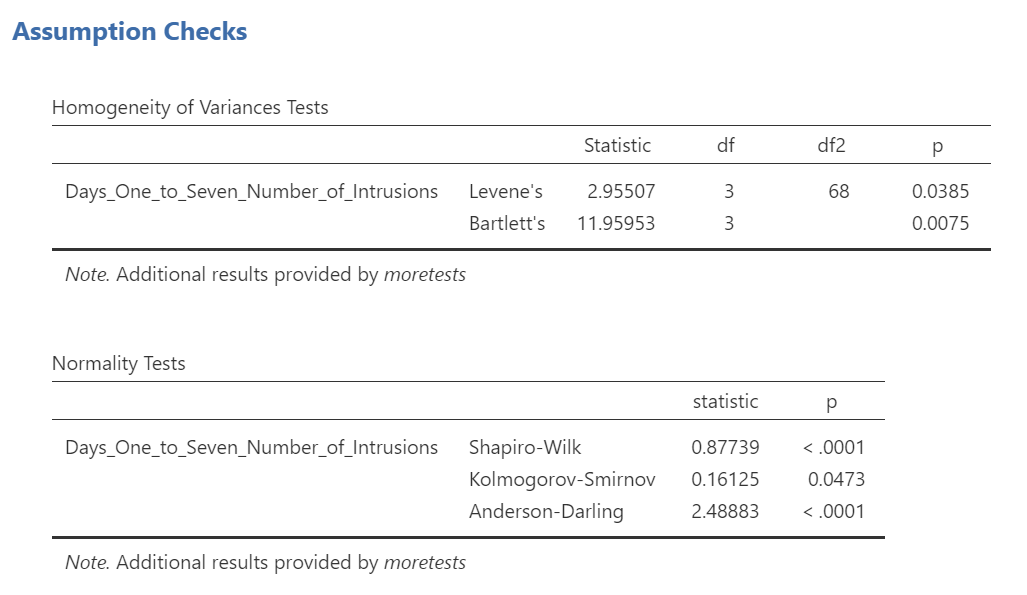 Assumption Checks
Homogeneity of Variances Tests
Statistic df df2 p
Days_One_to_Seven_Number_of_Intrusions Levene's 2.95507 3 68 0.0385
Bartlett's 11.95953 3 0.0075
Note. Additional results provided by moretests
Normality Tests
statistic p
Days_One_to_Seven_Number_of_Intrusions Shapiro-Wilk 0.87739 < .0001
Kolmogorov-Smirnov 0.16125 0.0473
Anderson-Darling 2.48883 < .0001
Note. Additional results provided by moretests